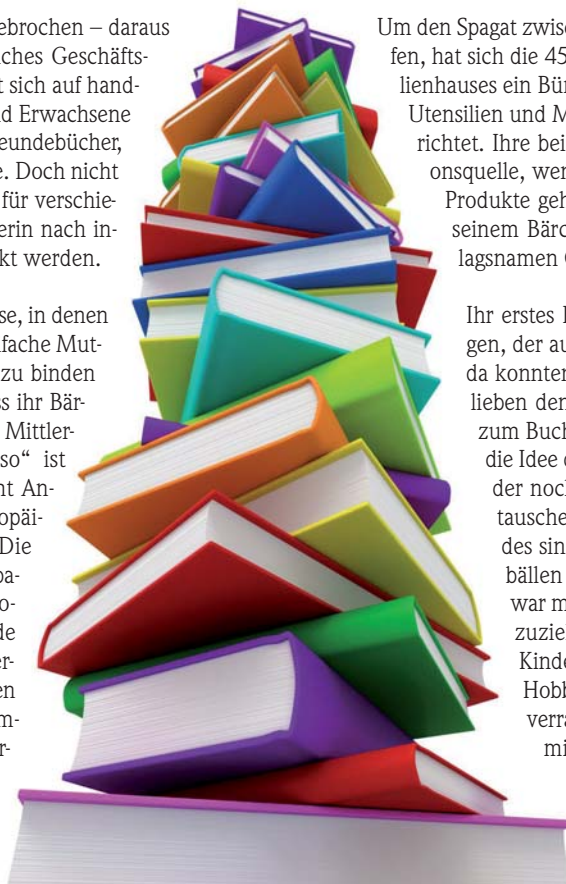 ebrochen – daraus
ches Geschäfts-
t sich auf hand-
d Erwachsene
eundebücher,
e. Doch nicht
für verschie-
erin nach in-
kt werden.
se, in denen
fache Mut-
zu binden
ss ihr Bär-
Mittler-
so“ ist
nt An-
opäi-
Die
pa-
o-
de
er-
en
m-
r-
Um den Spagat zwisc
fen, hat sich die 45
lienhauses ein Bür
Utensilien und M
richtet. Ihre bei
onsquelle, wer
Produkte geh
seinem Bärc
lagsnamen
Ihr erstes
gen, der au
da konnten
lieben den
zum Buch
die Idee
der noch
tausche
des sin
bällen
war m
zuzieh
Kinde
Hobb
verra
mi